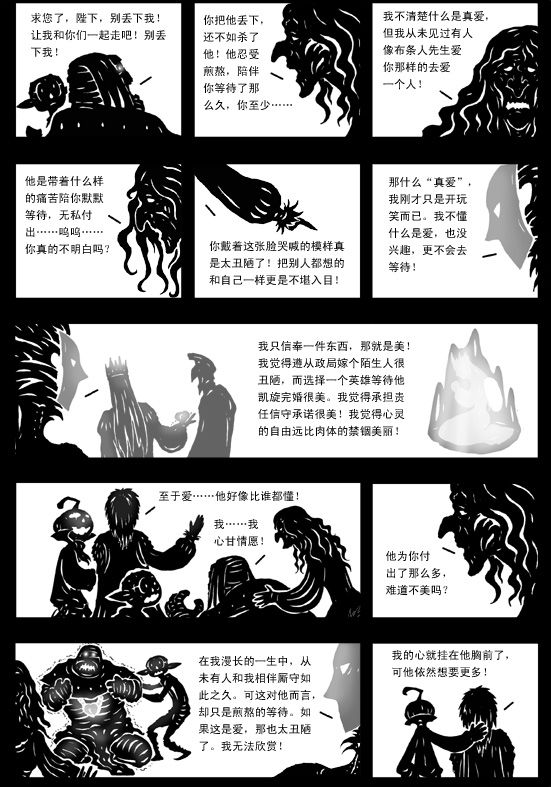 求您了，陛下，别丢下我！
让我和你们一起走吧！别丢
下我！
你把他丢下，
还不如杀了
他！他忍受
煎熬，陪伴
你等待了那
么久，你至少……
我不清楚什么是真爱，
但我从未见过有人
像布条人先生爱
你那样的去爱
一个人！
他是带着什么样
的痛苦陪你默默
等待，无私付
出……呜呜……
你真的不明白吗？
你戴着这张脸哭喊的模样真
是太丑陋了！把别人都想的
和自己一样更是不堪入目！
那什么“真爱”，
我刚才只是开玩
笑而已。我不懂
什么是爱，也没
兴趣，更不会去
等待！
我只信奉一件东西，那就是美！
我觉得遵从政局嫁个陌生人很
丑陋，而选择一个英雄等待他
凯旋完婚很美。我觉得承担责
任信守承诺很美！我觉得心灵
的自由远比肉体的禁锢美丽！
至于爱……他好像比谁都懂！
我……我
心甘情愿！
他为你付
出了那么多，
难道不美吗？
在我漫长的一生中，从
未有人和我相伴厮守如
此之久。可这对他而言，
却只是煎熬的等待。如
果这是爱，那也太丑陋
了。我无法欣赏！
我的心就挂在他胸前了，
可他依然想要更多！